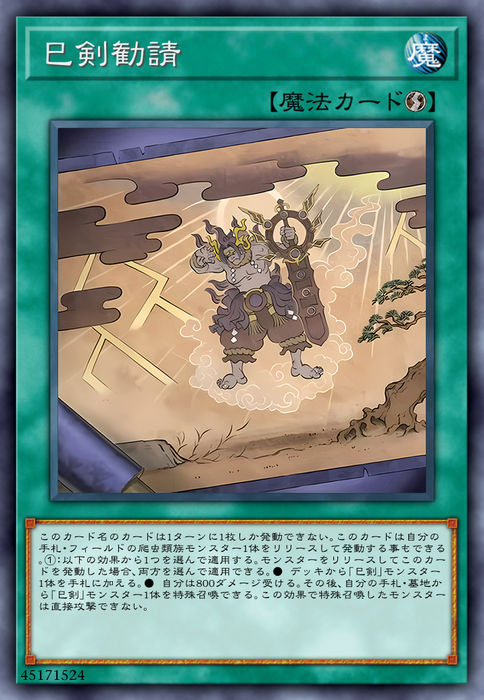 巳剣勧請
魔
【魔法カード】
このカード名のカードは1ターンに1枚しか発動できない。このカードは自分の
手札・フィールドの爬虫類族モンスター1体をリリースして発動する事もできる
。①:以下の効果から1つを選んで適用する。モンスターをリリースしてこのカー
ドを発動した場合、両方を選んで適用できる。● デッキから「巳剣」モンスター
1体を手札に加える。● 自分は800ダメージ受ける。その後、自分の手札・墓地か
ら「巳剣」モンスター1体を特殊召喚できる。この効果で特殊召喚したモンスター
は直接攻撃できない。
45171524